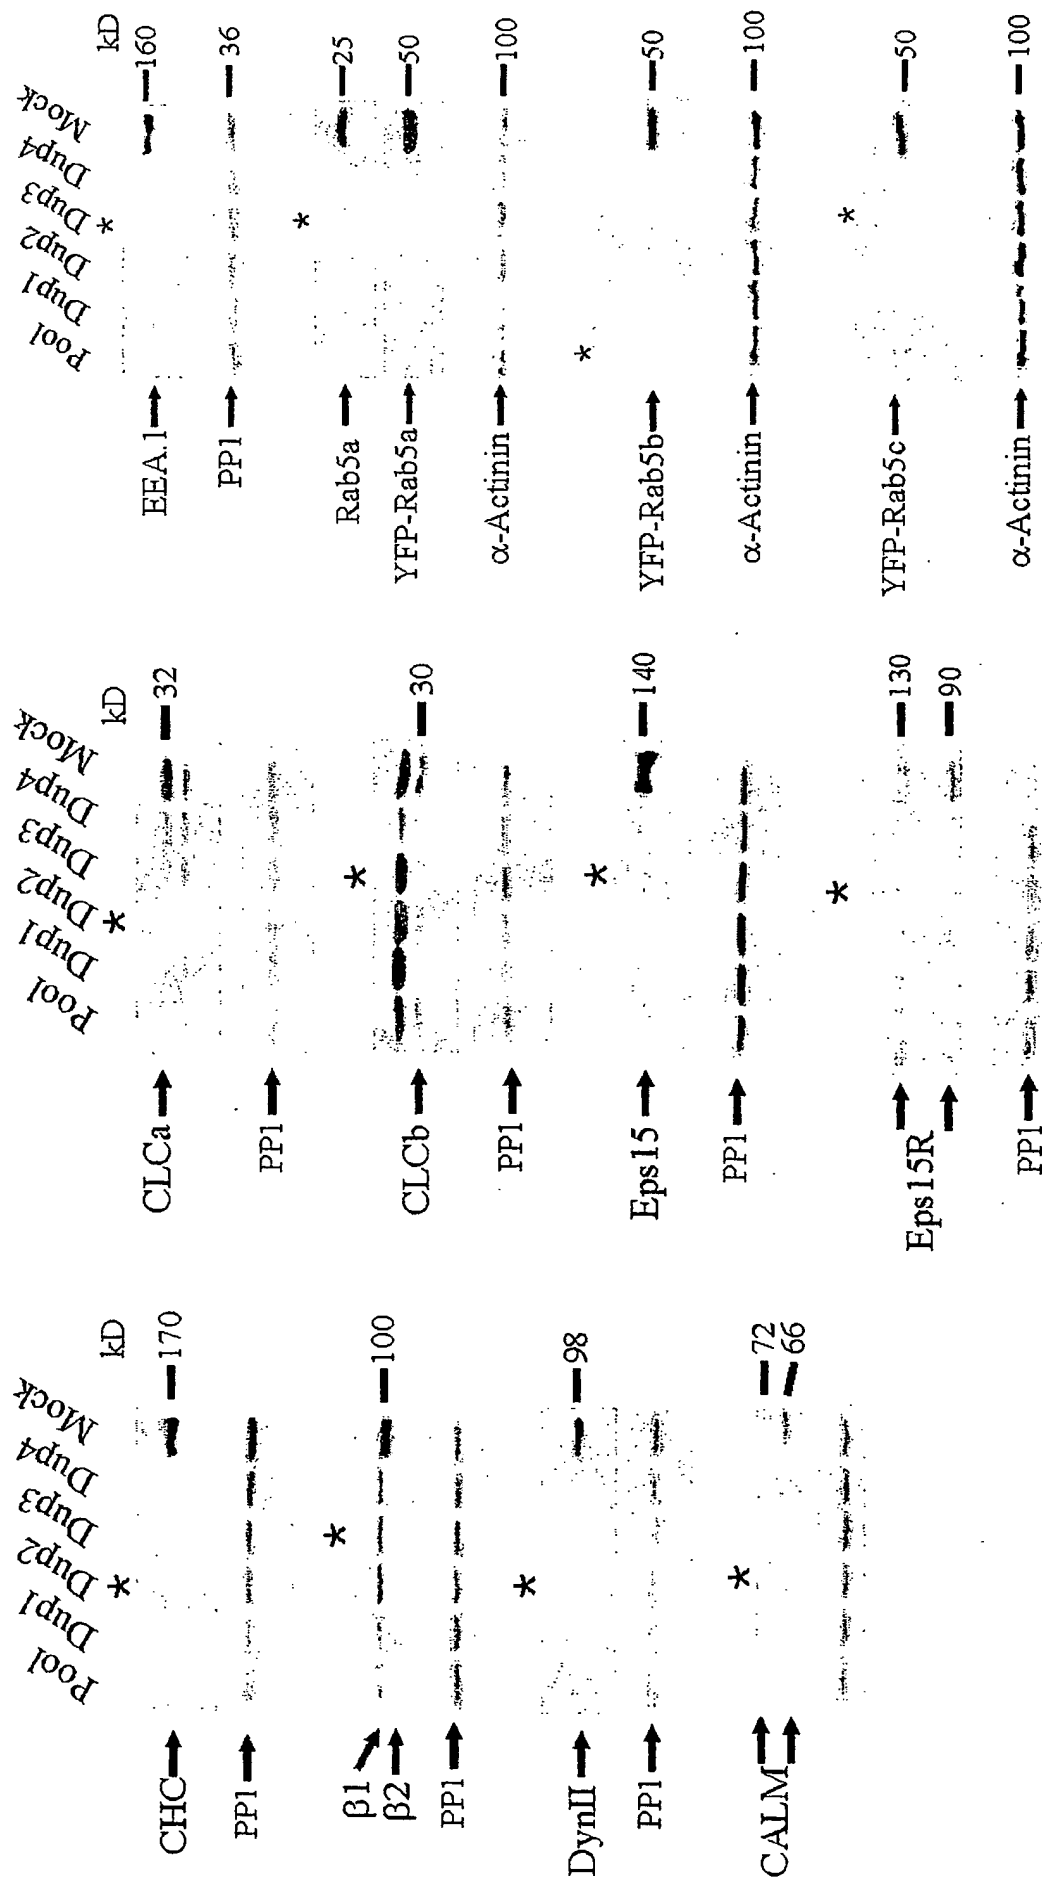 Pool Dup1 Dup2 Dup3 Dup4 Mock
* kD
CHC 170
PP1
*
β1
β2 100
PP1
*
DynII 98
PP1
*
CALM 72
66
Pool Dup1 Dup2 Dup3 Dup4 Mock
* kD
CLCa 32
PP1
*
CLCb 30
PP1
*
Eps15 140
PP1
*
Eps15R 130
90
PP1
Pool Dup1 Dup2 Dup3 Dup4 Mock
* kD
EEA.1 160
PP1 36
*
Rab5a 25
YFP-Rab5a 50
α-Actinin 100
*
YFP-Rab5b 50
α-Actinin 100
*
YFP-Rab5c 50
α-Actinin 100